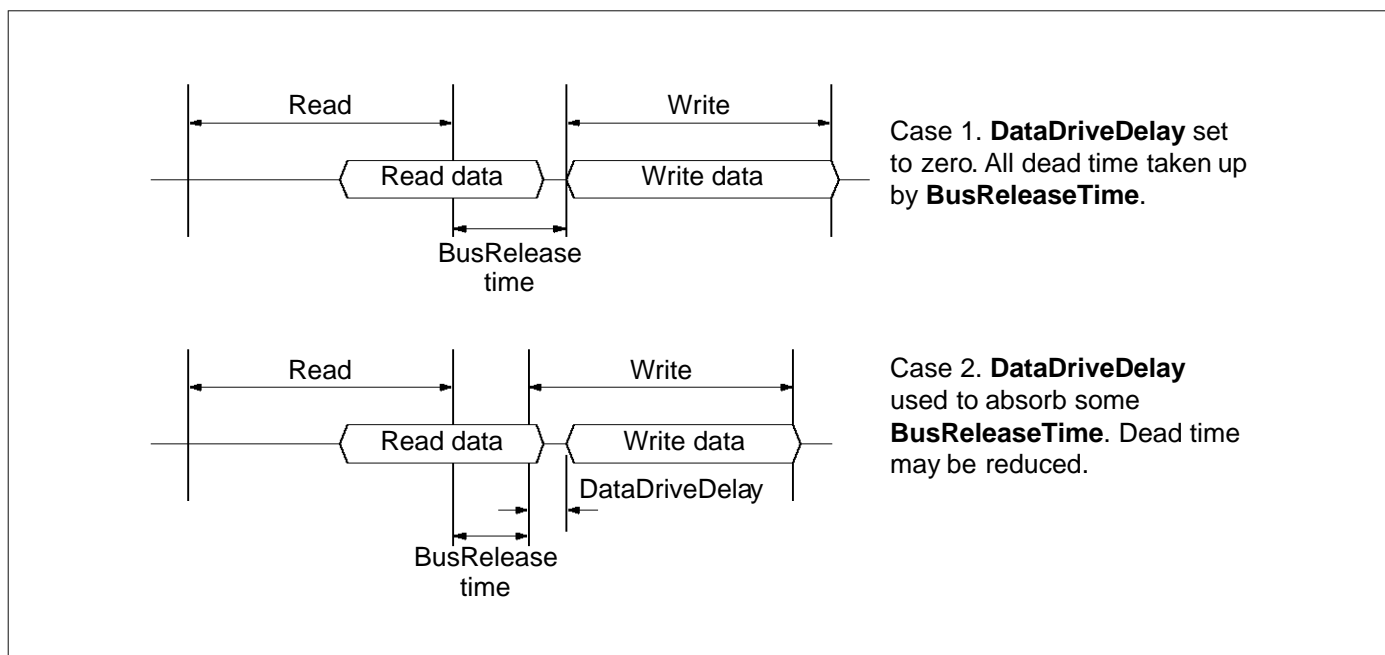 Read
Write
Read data
Write data
BusRelease
time
Case 1. DataDriveDelay set
to zero. All dead time taken up
by BusReleaseTime.
Read
Write
Read data
Write data
DataDriveDelay
BusRelease
time
Case 2. DataDriveDelay
used to absorb some
BusReleaseTime. Dead time
may be reduced.